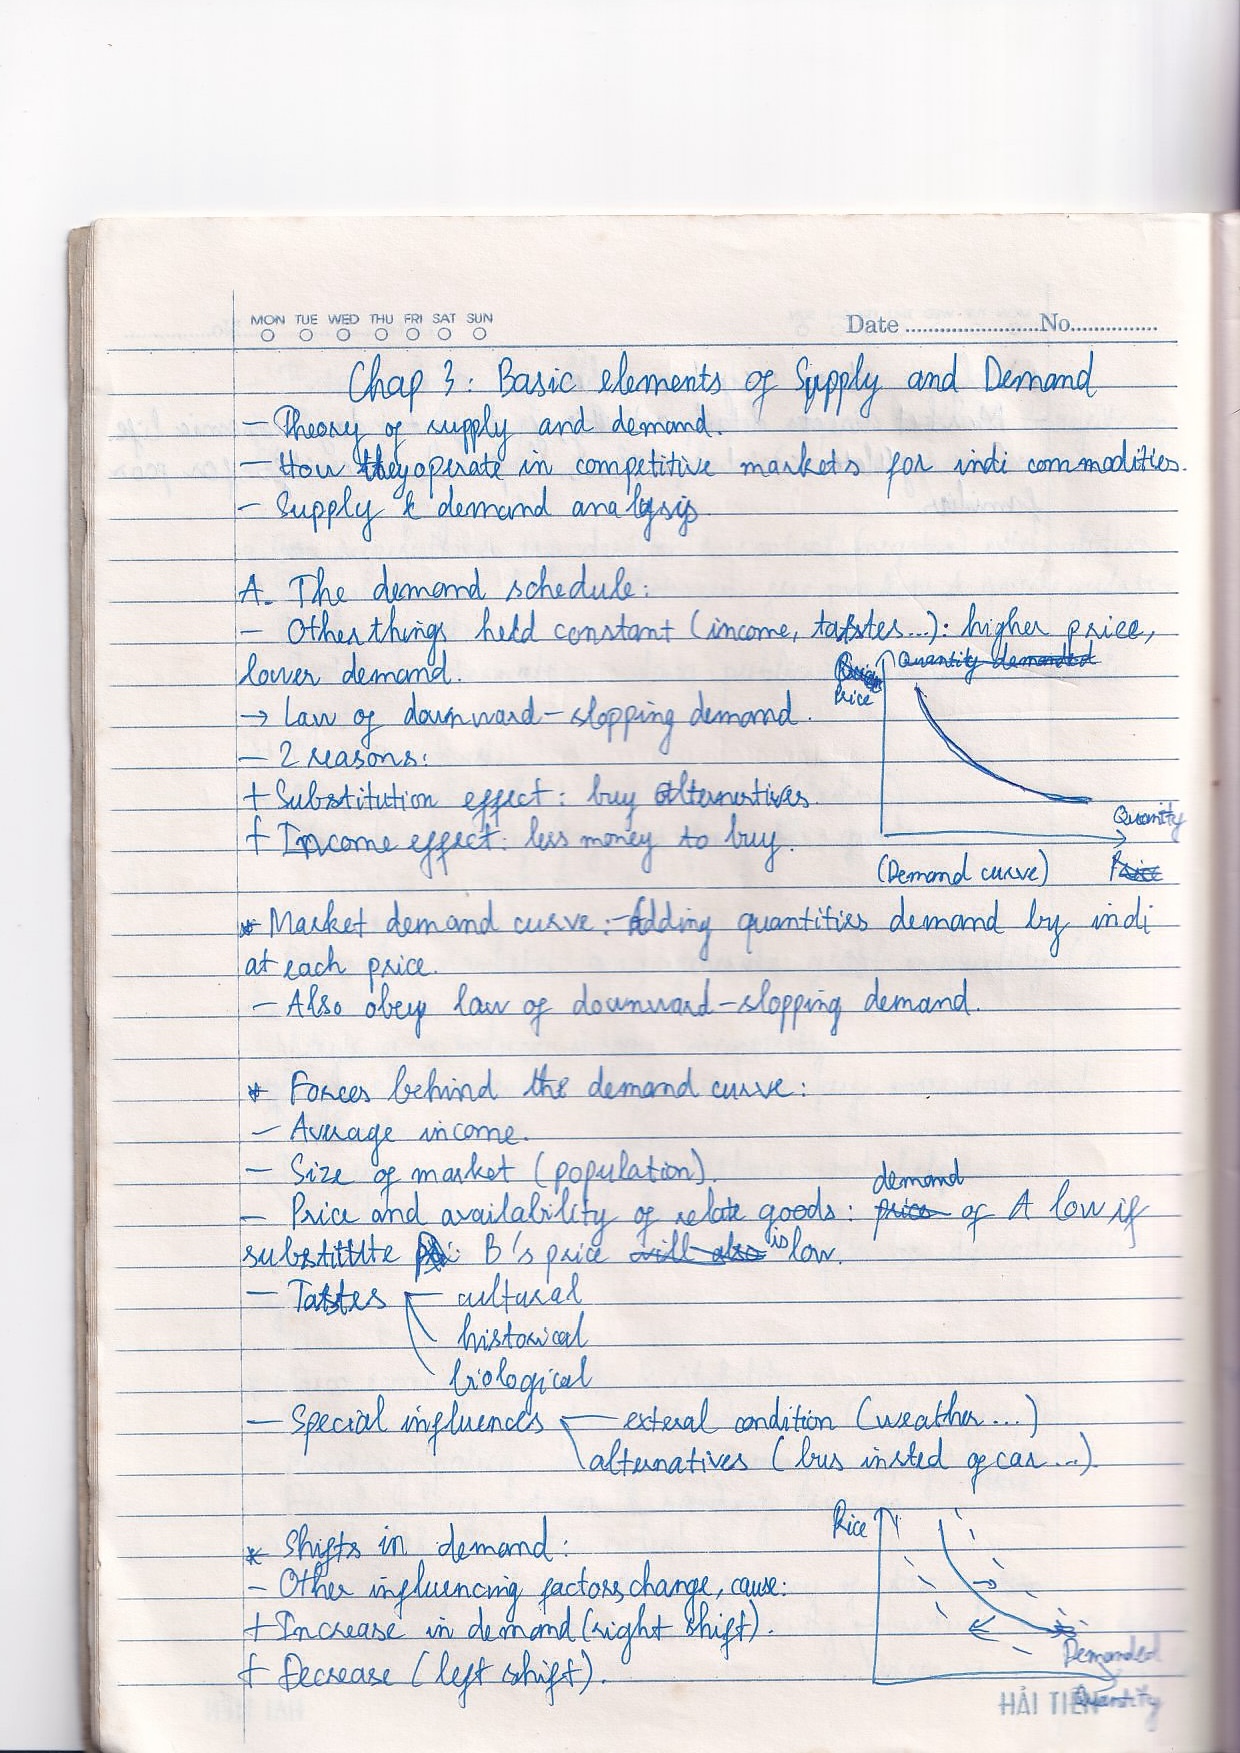 MON TUE WED THU FRI SAT SUN
Date ........................No................
Chap 3: Basic elements of Supply and Demand
- Theory of supply and demand.
- How they operate in competitive markets for indi commodities.
- Supply & demand analysis
A. The demand schedule:
- Other things held constant (income, tastes...): higher price,
lower demand.
→ Law of downward-slopping demand.
- 2 reasons:
+ Substitution effect: buy alternatives.
+ Income effect: less money to buy.
Quantity demanded
Price
Quantity
(Demand curve)
Price
* Market demand curve: - Adding quantities demand by indi
at each price.
- Also obey law of downward-slopping demand.
* Forces behind the demand curve:
- Average income.
- Size of market (population).
demand
- Price and availability of relate goods: price of A low if
substitute : B's price will also is low.
- Tastes - cultural
historical
biological
- Special influences - exteral condition (weather...)
alternatives (bus insted of car...)
* Shifts in demand:
- Other influencing factors change, cause:
+ Increase in demand (right shift).
+ Decrease (left shift).
Price
Demanded
Quantity
HẢI TIẾN